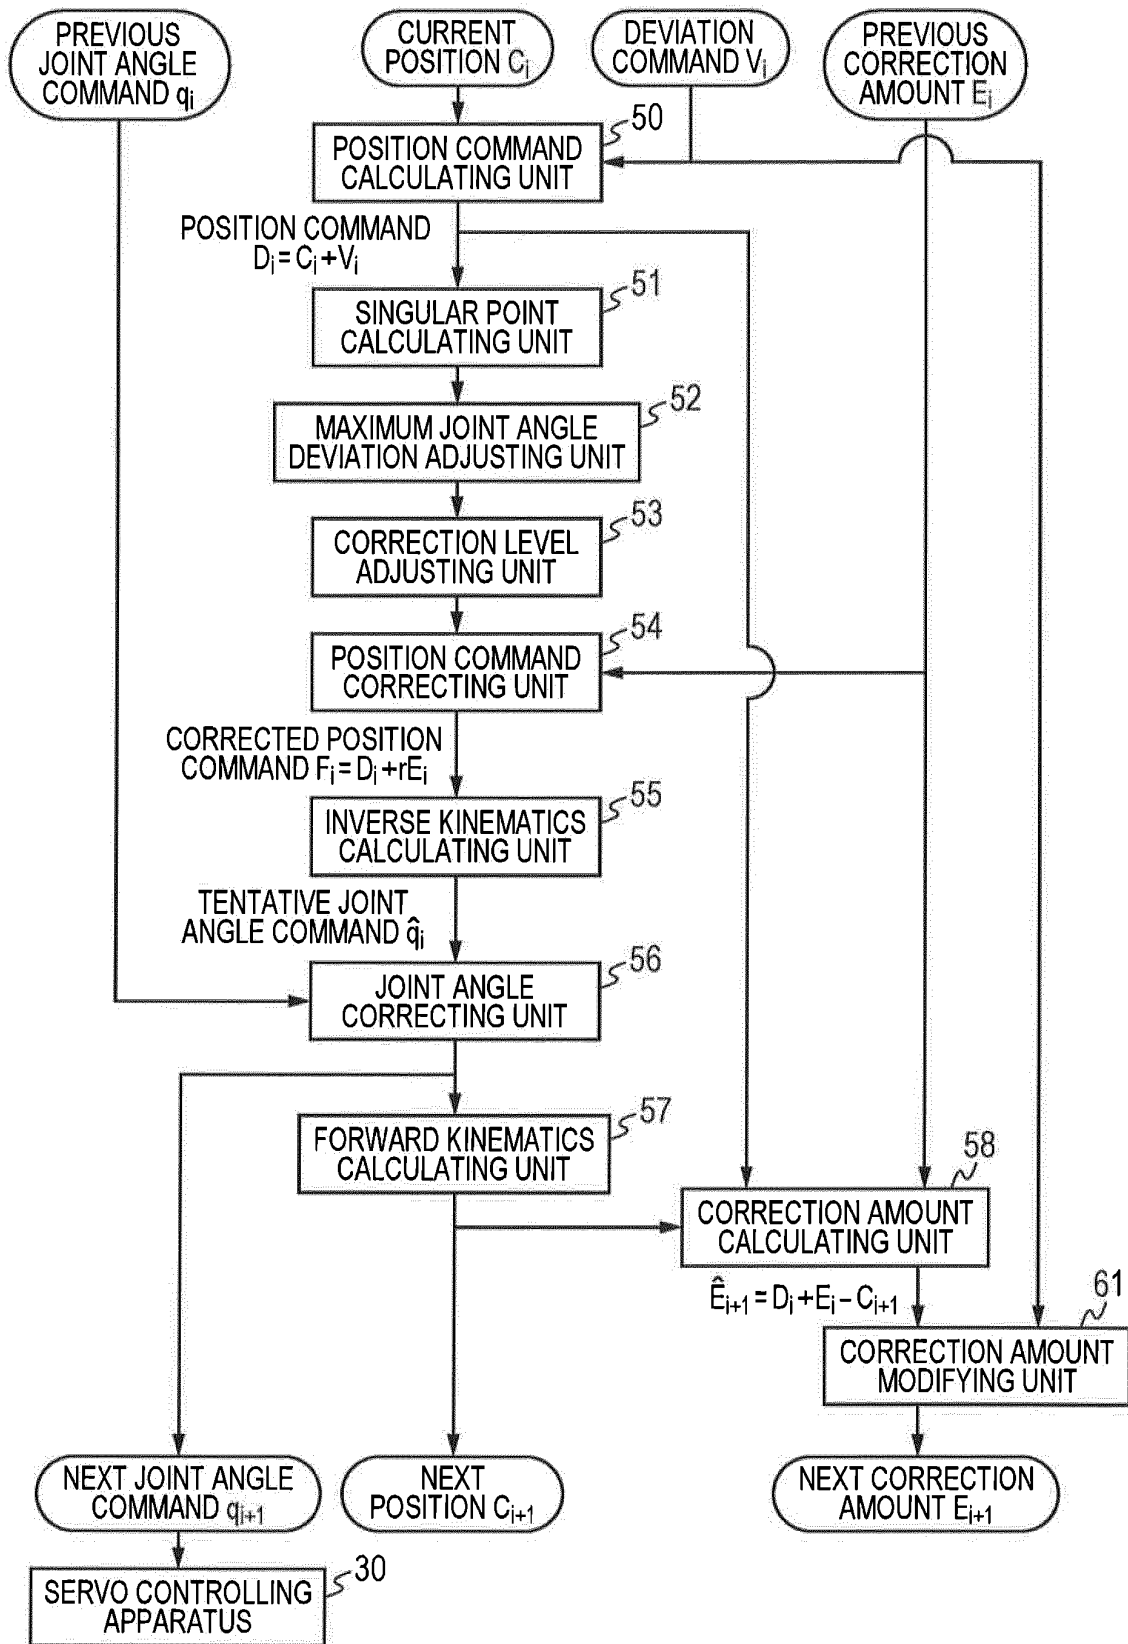 PREVIOUS
JOINT ANGLE
COMMAND qi
CURRENT
POSITION Ci
DEVIATION
COMMAND Vi
PREVIOUS
CORRECTION
AMOUNT Ei
50
POSITION COMMAND
CALCULATING UNIT
POSITION COMMAND
Di = Ci + Vi
51
SINGULAR POINT
CALCULATING UNIT
52
MAXIMUM JOINT ANGLE
DEVIATION ADJUSTING UNIT
53
CORRECTION LEVEL
ADJUSTING UNIT
54
POSITION COMMAND
CORRECTING UNIT
CORRECTED POSITION
COMMAND Fi = Di + rEi
55
INVERSE KINEMATICS
CALCULATING UNIT
TENTATIVE JOINT
ANGLE COMMAND q̂i
56
JOINT ANGLE
CORRECTING UNIT
57
FORWARD KINEMATICS
CALCULATING UNIT
58
CORRECTION AMOUNT
CALCULATING UNIT
Êi+1 = Di + Ei − Ci+1
61
CORRECTION AMOUNT
MODIFYING UNIT
NEXT JOINT ANGLE
COMMAND qi+1
NEXT
POSITION Ci+1
NEXT CORRECTION
AMOUNT Ei+1
30
SERVO CONTROLLING
APPARATUS